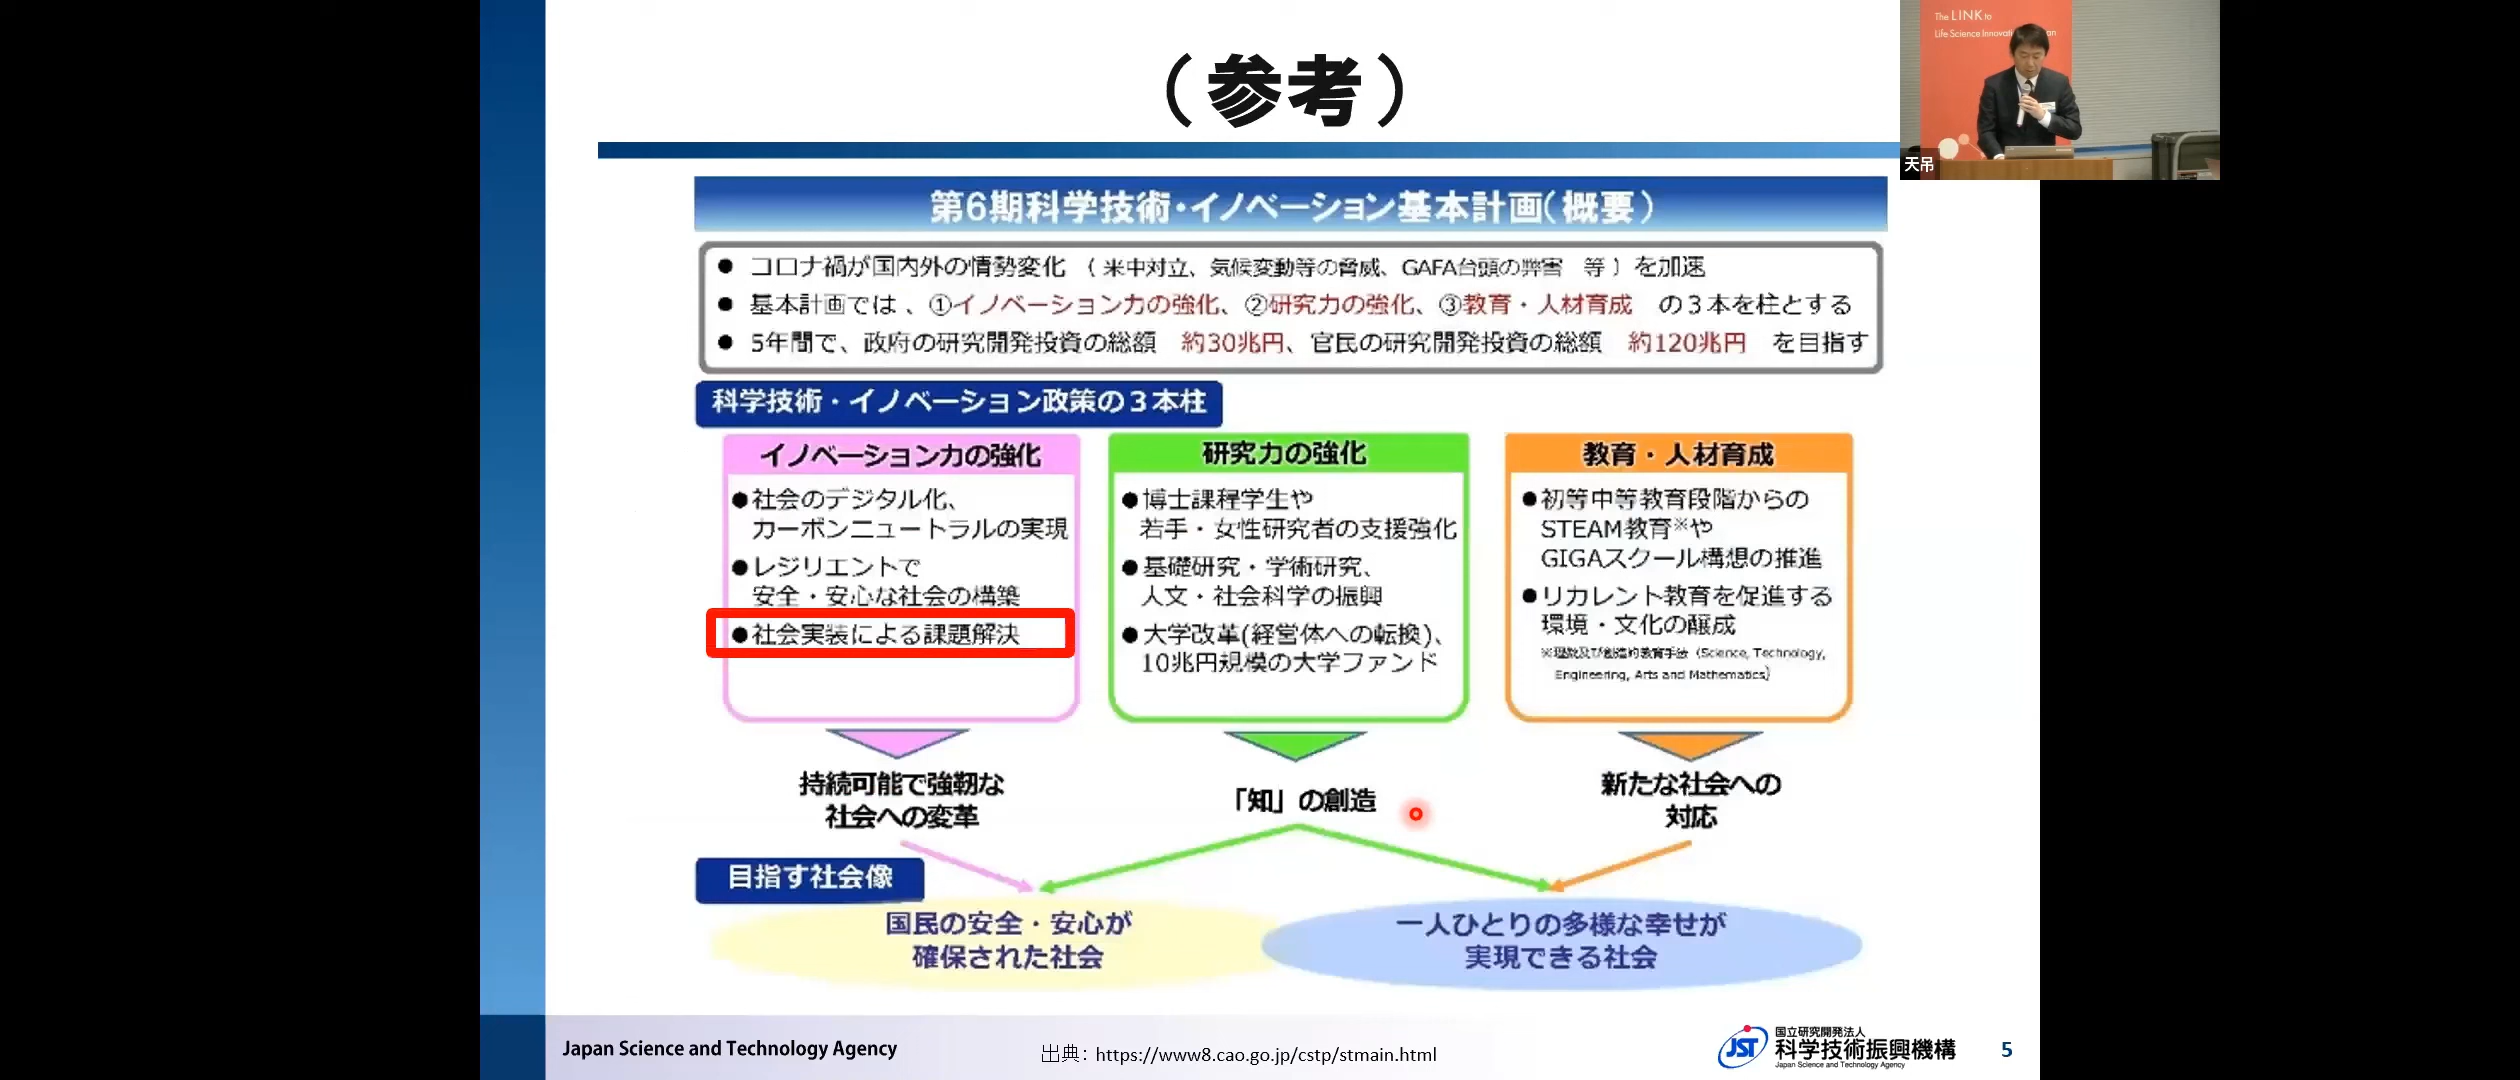 (参考)
The LINK to
Life Science Innovati on
天吊
第6期科学技術・イノベーション基本計画(概要)
● コロナ禍が国内外の情勢変化 (米中対立、気候変動等の脅威、GAFA台頭の弊害 等)を加速
● 基本計画では、①イノベーション力の強化、②研究力の強化、③教育・人材育成 の3本を柱とする
● 5年間で、政府の研究開発投資の総額 約30兆円、官民の研究開発投資の総額 約120兆円 を目指す
科学技術・イノベーション政策の3本柱
イノベーション力の強化
●社会のデジタル化、
カーボンニュートラルの実現
●レジリエントで
安全・安心な社会の構築
●社会実装による課題解決
持続可能で強靭な
社会への変革
研究力の強化
●博士課程学生や
若手・女性研究者の支援強化
●基礎研究・学術研究、
人文・社会科学の振興
●大学改革(経営体への転換)、
10兆円規模の大学ファンド
「知」の創造
教育・人材育成
●初等中等教育段階からの
STEAM教育※や
GIGAスクール構想の推進
●リカレント教育を促進する
環境・文化の醸成
※理数及び創造的教育手法(Science, Technology,
Engineering, Arts and Mathematics)
新たな社会への
対応
目指す社会像
国民の安全・安心が
確保された社会
一人ひとりの多様な幸せが
実現できる社会
Japan Science and Technology Agency
出典：https://www8.cao.go.jp/cstp/stmain.html
JST
国立研究開発法人
科学技術振興機構
Japan Science and Technology Agency
5